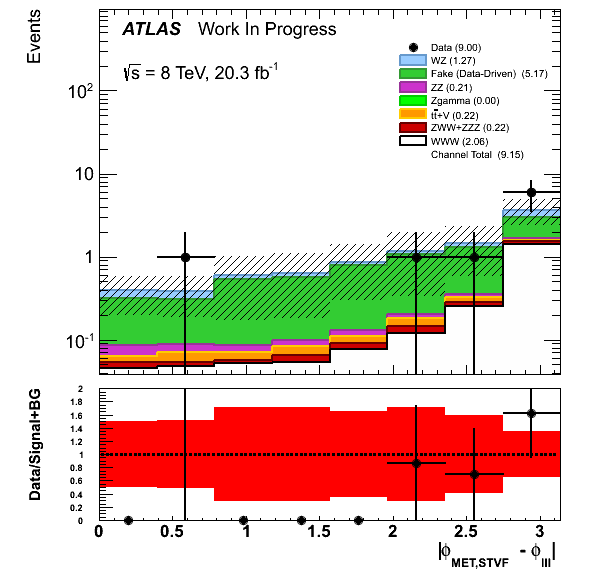 Events
ATLAS Work In Progress
√s = 8 TeV, 20.3 fb⁻¹
Data (9.00)
WZ (1.27)
Fake (Data-Driven) (5.17)
ZZ (0.21)
Zgamma (0.00)
tt̄+V (0.22)
ZWW+ZZZ (0.22)
WWW (2.06)
Channel Total (9.15)
10²
10
1
10⁻¹
Data/Signal+BG
2
1.8
1.6
1.4
1.2
1
0.8
0.6
0.4
0.2
0
0 0.5 1 1.5 2 2.5 3
|ϕMET,STVF - ϕlll|